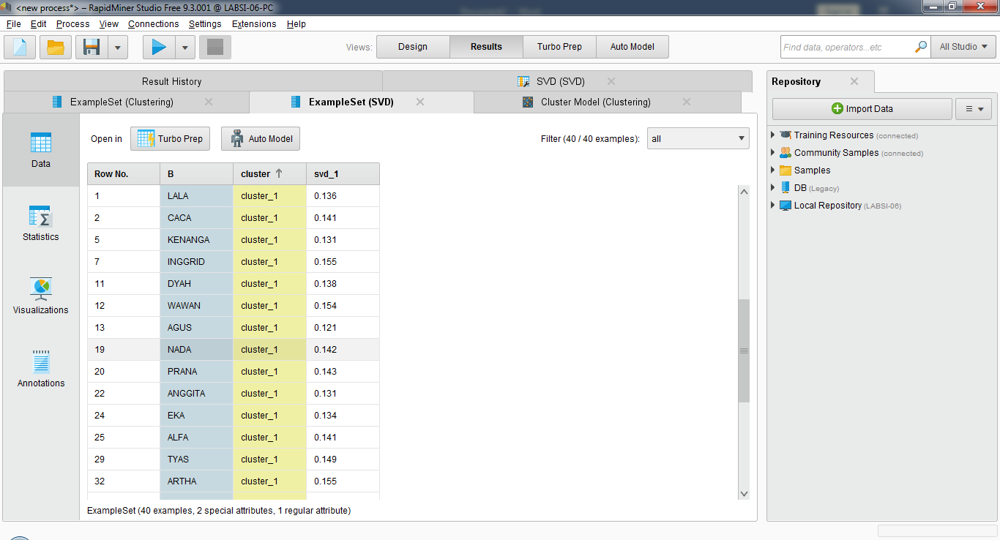 <new process*> – RapidMiner Studio Free 9.3.001 @ LABSI-06-PC
File Edit Process View Connections Settings Extensions Help
Views: Design Results Turbo Prep Auto Model
Find data, operators...etc
All Studio
Result History
SVD (SVD)
ExampleSet (Clustering)
ExampleSet (SVD)
Cluster Model (Clustering)
Data
Statistics
Visualizations
Annotations
Open in Turbo Prep Auto Model
Filter (40 / 40 examples): all
Row No. B cluster svd_1
1 LALA cluster_1 0.136
2 CACA cluster_1 0.141
5 KENANGA cluster_1 0.131
7 INGGRID cluster_1 0.155
11 DYAH cluster_1 0.138
12 WAWAN cluster_1 0.154
13 AGUS cluster_1 0.121
19 NADA cluster_1 0.142
20 PRANA cluster_1 0.143
22 ANGGITA cluster_1 0.131
24 EKA cluster_1 0.134
25 ALFA cluster_1 0.141
29 TYAS cluster_1 0.149
32 ARTHA cluster_1 0.155
ExampleSet (40 examples, 2 special attributes, 1 regular attribute)
Repository
Import Data
Training Resources (connected)
Community Samples (connected)
Samples
DB (Legacy)
Local Repository (LABSI-06)